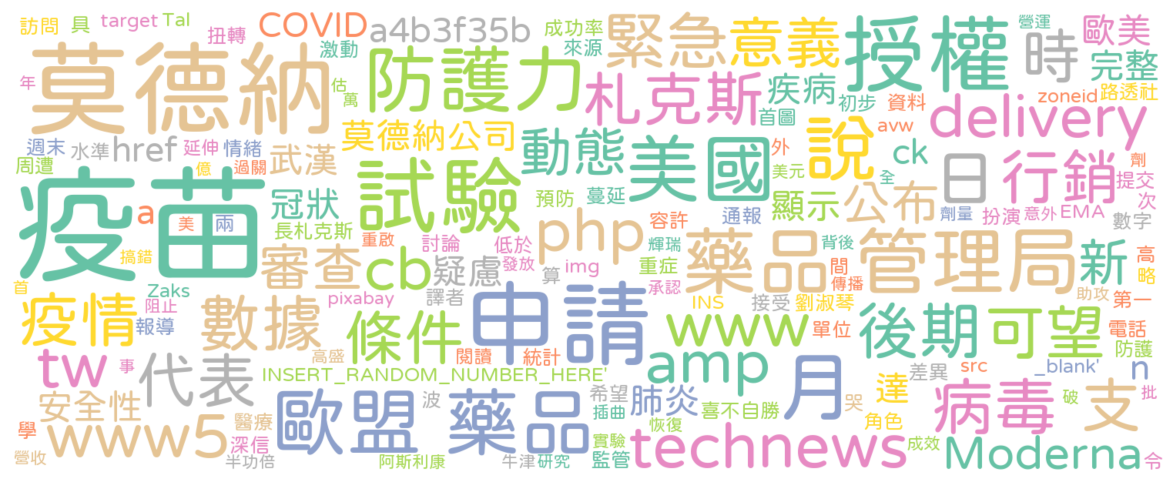 訪問 具 target Tal 扭轉 COVID a4b3f35b 成功率 緊急 意義 授權 時 營運 歐美
年 莫德納 激動 估 萬 防護力 來源 札克斯 疾病 首圖 初步 資料 zoneid 完整 路透社
週末 水準 href 延伸 情緒 武漢 莫德納公司 動態 美國 外 說 avw delivery 劑
周遭 疫苗 億 過關 冠狀 試驗 預防 蔓延 美元 全 ck 日 行銷 提交 次
a 美 兩 長札克斯 顯示 通報 容許 公布 劑量 扮演 意外 EMA 數字
搞錯 審查 重啟 cb 討論 疑慮 低於 發放 php 算 img 輝瑞 重症 承認 藥品管理局 背後 間 傳播 新 高 略
首 疫情 Zaks 阻止 報導 數據 pixabay 譯者 條件 申請 INS 接受 劉淑琴 單位 後期 可望 助攻 第一 電話 防護
tw 事 代表 高盛 閱讀 統計 www amp 月 達 差異 src _blank' n
INSERT_RANDOM_NUMBER_HERE'
安全性 www5 醫療 歐盟 藥品 波 希望 插曲 肺炎 喜不自勝 哭 角色 病毒 破 支 批
學 營收 深信 半功倍 阿斯利康 牛津 研究 實驗 監管 恢復 technews 成效 Moderna 令